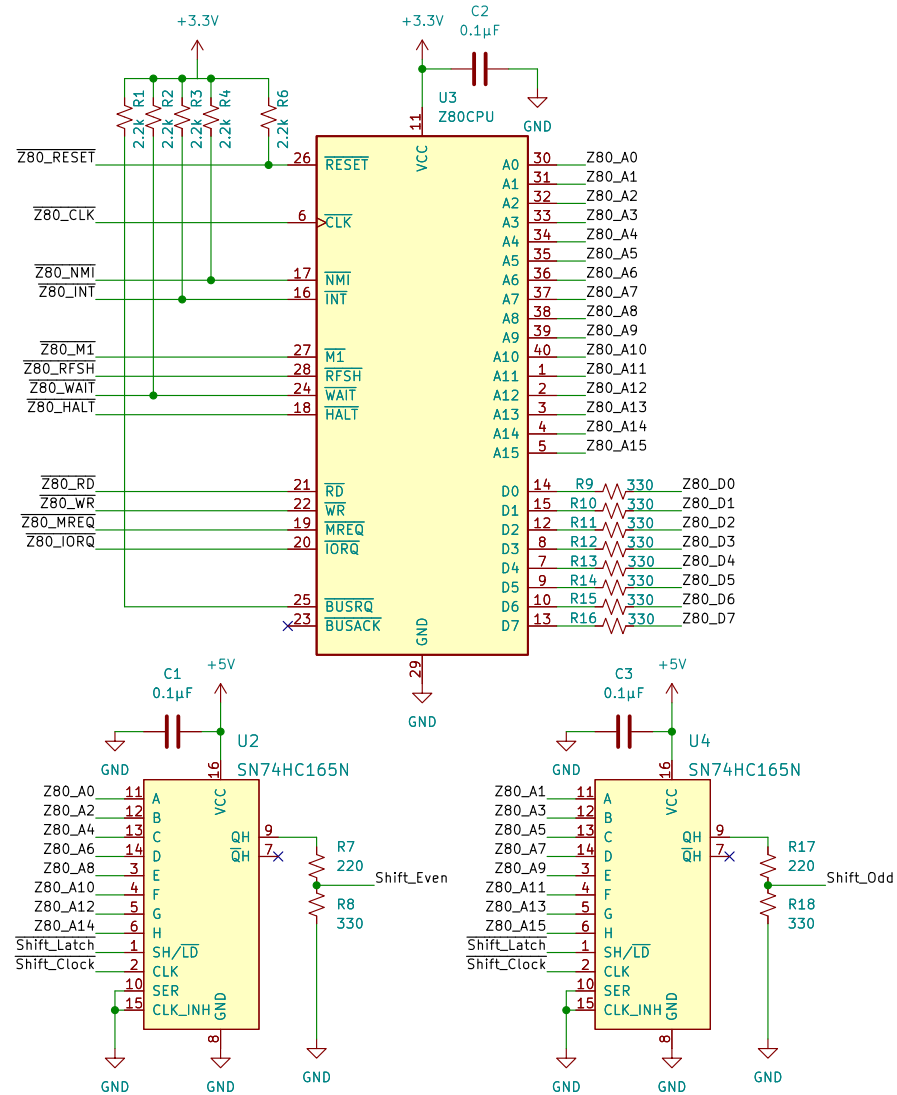 +3.3V
+3.3V
C2
0.1µF
GND
R1 2.2k
R2 2.2k
R3 2.2k
R4 2.2k
R6 2.2k
U3
Z80CPU
11 VCC
Z80_RESET 26 RESET
Z80_CLK 6 CLK
Z80_NMI 17 NMI
Z80_INT 16 INT
Z80_M1 27 M1
Z80_RFSH 28 RFSH
Z80_WAIT 24 WAIT
Z80_HALT 18 HALT
Z80_RD 21 RD
Z80_WR 22 WR
Z80_MREQ 19 MREQ
Z80_IORQ 20 IORQ
25 BUSRQ
23 BUSACK
A0 30 Z80_A0
A1 31 Z80_A1
A2 32 Z80_A2
A3 33 Z80_A3
A4 34 Z80_A4
A5 35 Z80_A5
A6 36 Z80_A6
A7 37 Z80_A7
A8 38 Z80_A8
A9 39 Z80_A9
A10 40 Z80_A10
A11 1 Z80_A11
A12 2 Z80_A12
A13 3 Z80_A13
A14 4 Z80_A14
A15 5 Z80_A15
D0 14 R9 330 Z80_D0
D1 15 R10 330 Z80_D1
D2 12 R11 330 Z80_D2
D3 8 R12 330 Z80_D3
D4 7 R13 330 Z80_D4
D5 9 R14 330 Z80_D5
D6 10 R15 330 Z80_D6
D7 13 R16 330 Z80_D7
GND 29
GND
C1
0.1µF
+5V
GND
U2
SN74HC165N
16 VCC
Z80_A0 11 A
Z80_A2 12 B
Z80_A4 13 C
Z80_A6 14 D
Z80_A8 3 E
Z80_A10 4 F
Z80_A12 5 G
Z80_A14 6 H
Shift_Latch 1 SH/LD
Shift_Clock 2 CLK
10 SER
15 CLK_INH
QH 9
QH 7
R7
220
Shift_Even
R8
330
GND 8
GND
GND
GND
C3
0.1µF
+5V
GND
U4
SN74HC165N
16 VCC
Z80_A1 11 A
Z80_A3 12 B
Z80_A5 13 C
Z80_A7 14 D
Z80_A9 3 E
Z80_A11 4 F
Z80_A13 5 G
Z80_A15 6 H
Shift_Latch 1 SH/LD
Shift_Clock 2 CLK
10 SER
15 CLK_INH
QH 9
QH 7
R17
220
Shift_Odd
R18
330
GND 8
GND
GND
GND